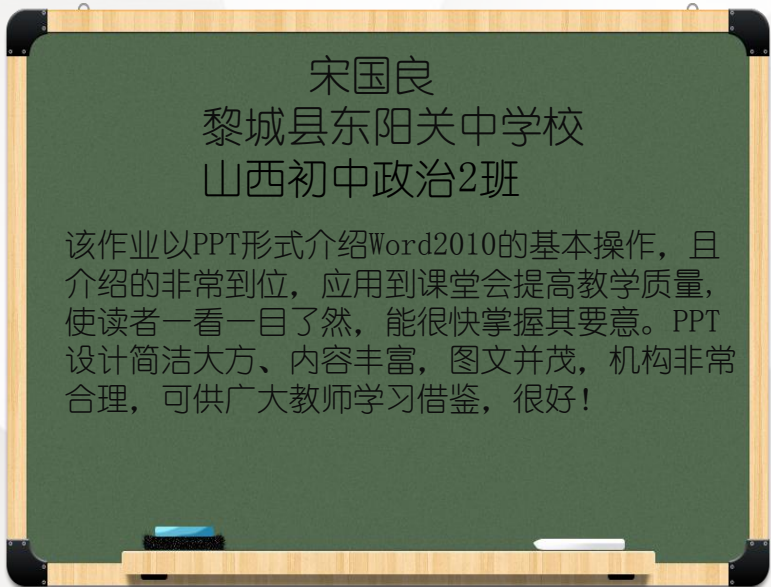 宋国良
黎城县东阳关中学校
山西初中政治2班
该作业以PPT形式介绍Word2010的基本操作，且
介绍的非常到位，应用到课堂会提高教学质量，
使读者一看一目了然，能很快掌握其要意。PPT
设计简洁大方、内容丰富，图文并茂，机构非常
合理，可供广大教师学习借鉴，很好！